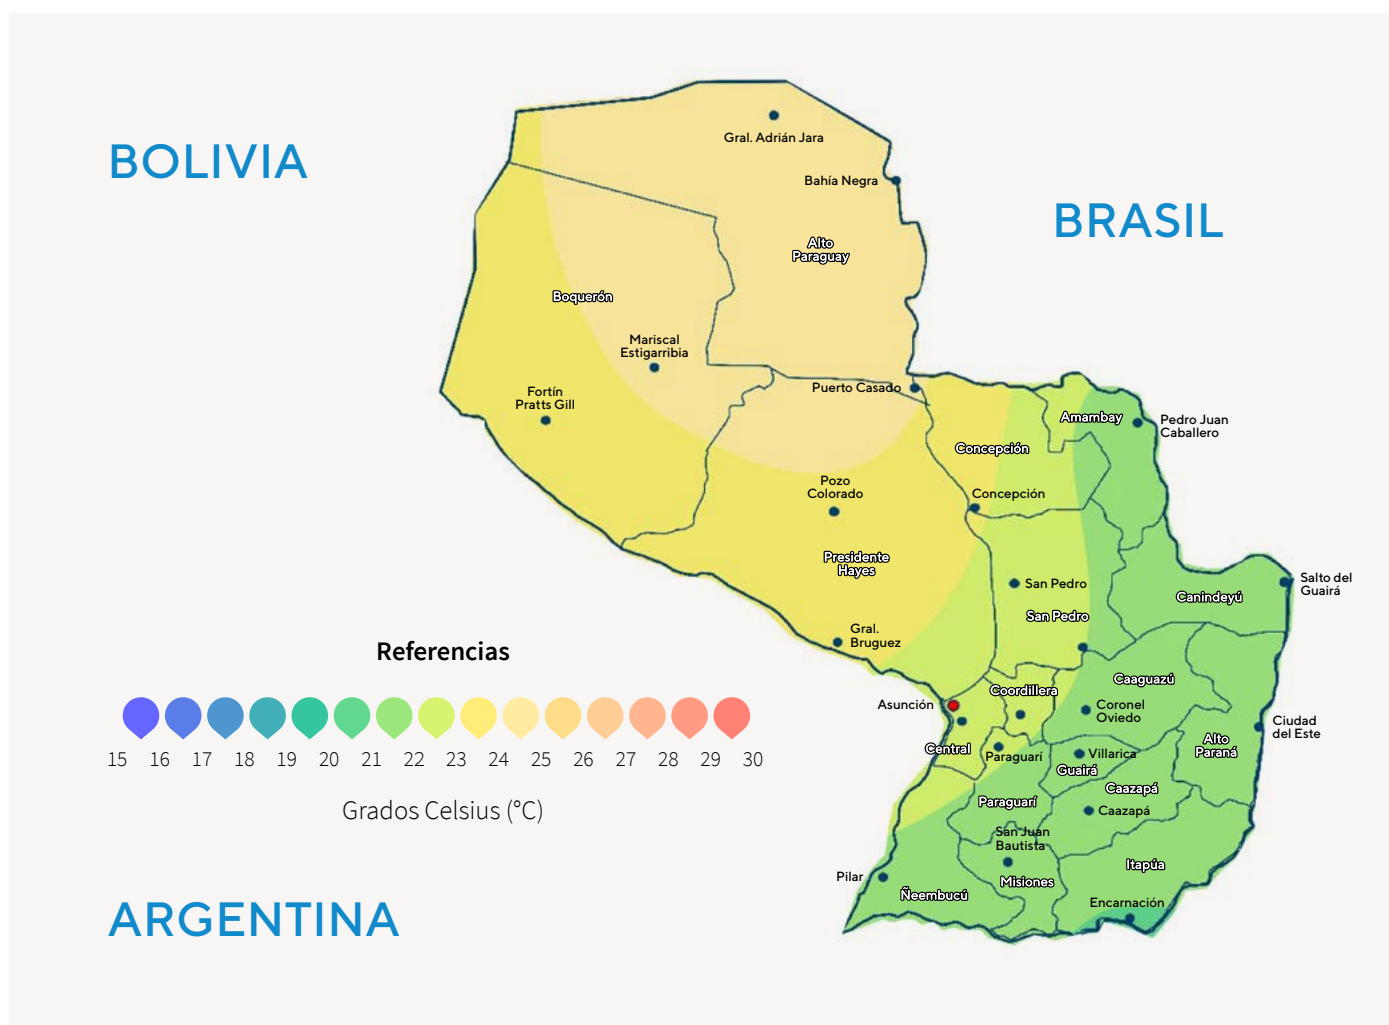 BOLIVIA
Gral. Adrián Jara
Bahía Negra
BRASIL
Alto
Paraguay
Boquerón
Mariscal
Estigarribia
Fortín
Pratts Gill
Puerto Casado
Amambay
Pedro Juan
Caballero
Concepción
Pozo
Colorado
Concepción
Presidente
Hayes
San Pedro
Salto del
Guairá
Canindeyú
San Pedro
Gral.
Bruguez
Referencias
Caaguazú
Coordillera
Asunción
Coronel
Oviedo
Ciudad
del Este
Alto
Paraná
Central
Paraguarí
Villarica
Guairá
15 16 17 18 19 20 21 22 23 24 25 26 27 28 29 30
Caazapá
Paraguarí
Caazapá
Grados Celsius (°C)
San Juan
Bautista
Itapúa
Pilar
Misiones
Ñeembucú
Encarnación
ARGENTINA